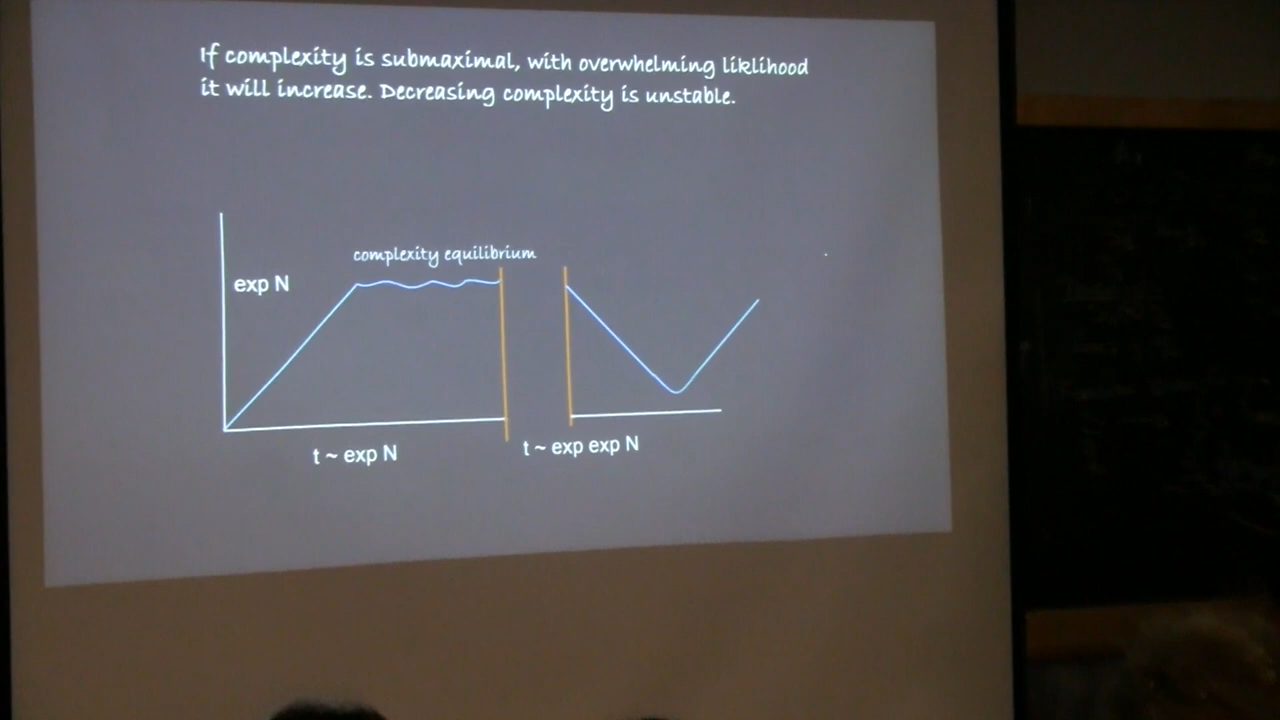 If complexity is submaximal, with overwhelming liklihood
it will increase. Decreasing complexity is unstable.
complexity equilibrium
exp N
t ~ exp N
t ~ exp exp N